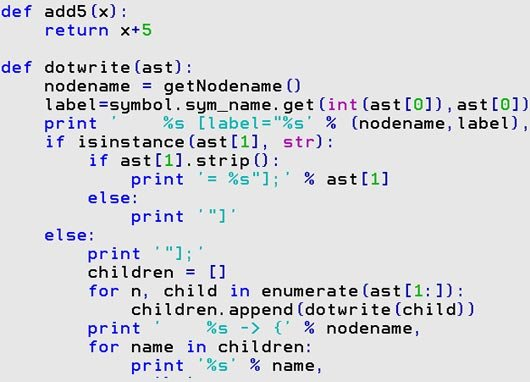 def add5(x):
    return x+5

def dotwrite(ast):
    nodename = getNodename()
    label=symbol.sym_name.get(int(ast[0]),ast[0])
    print '    %s [label="%s' % (nodename,label),
    if isinstance(ast[1], str):
        if ast[1].strip():
            print '= %s"];' % ast[1]
        else:
            print '"]'
    else:
        print '"];'
        children = []
        for n, child in enumerate(ast[1:]):
            children.append(dotwrite(child))
        print '    %s -> {' % nodename,
        for name in children:
            print '%s' % name,